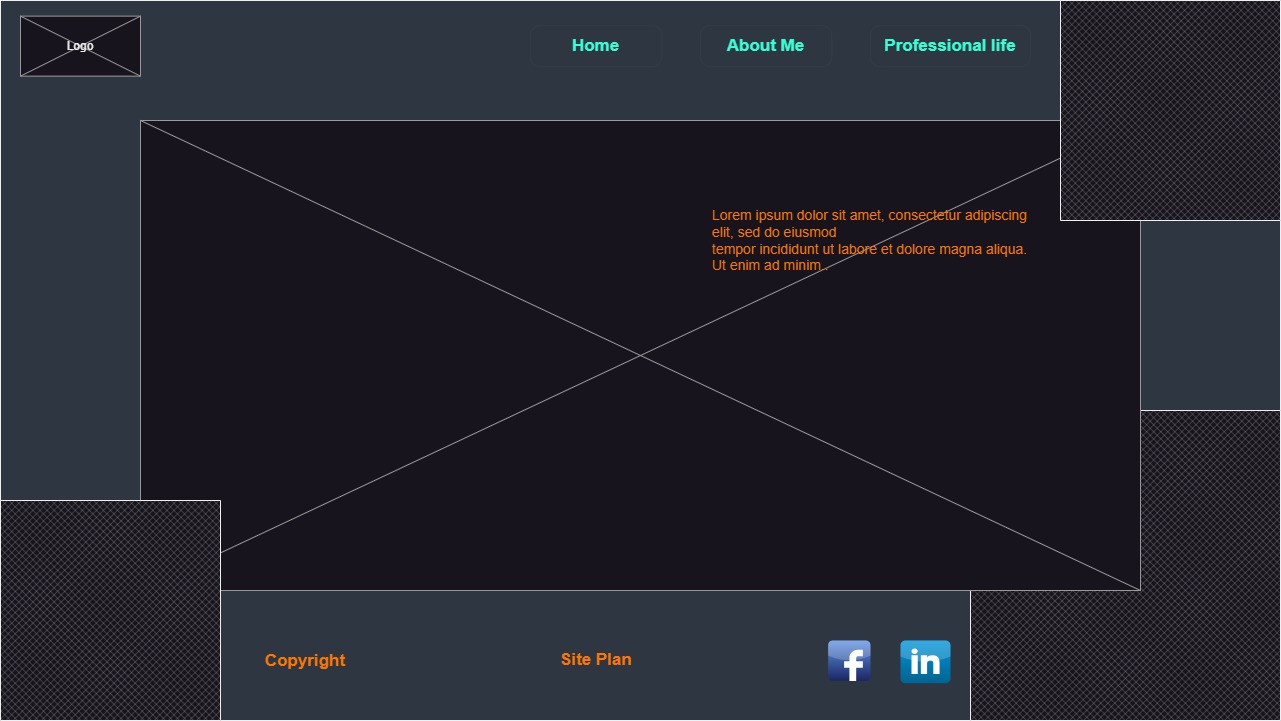 Logo
Home
About Me
Professional life
Lorem ipsum dolor sit amet, consectetur adipiscing
elit, sed do eiusmod
tempor incididunt ut labore et dolore magna aliqua.
Ut enim ad minim .
Copyright
Site Plan
f
in